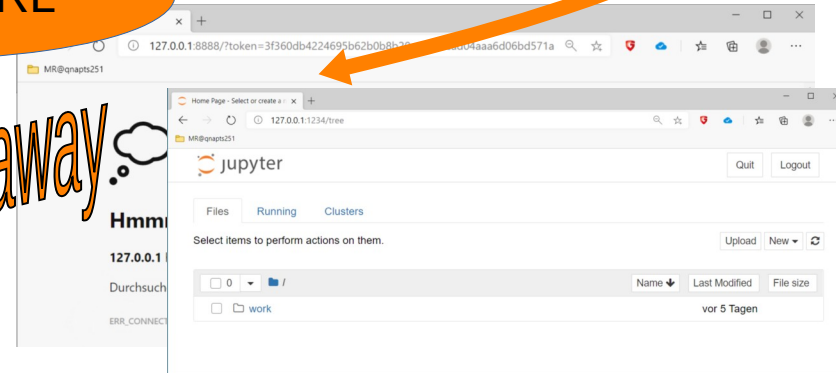 RE
127.0.0.1:8888/?token=
MR@qnapts251
away
Hmm
127.0.0.1
Durchsuch
ERR_CONNECT
Home Page - Select or create a
127.0.0.1:1234/tree
MR@qnapts251
jupyter
Quit Logout
Files Running Clusters
Select items to perform actions on them.
Upload New
0 /
Name Last Modified File size
work
vor 5 Tagen